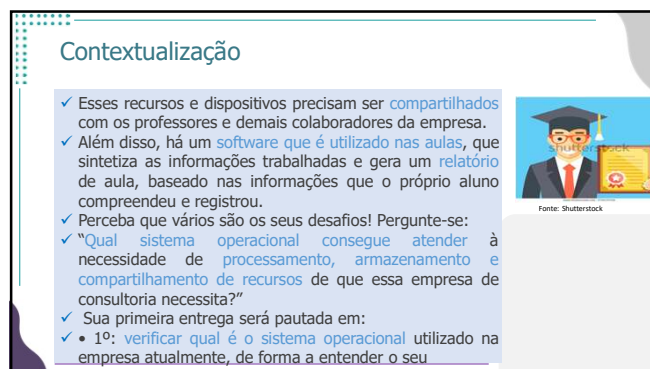 Contextualização
✓ Esses recursos e dispositivos precisam ser compartilhados
com os professores e demais colaboradores da empresa.
✓ Além disso, há um software que é utilizado nas aulas, que
sintetiza as informações trabalhadas e gera um relatório
de aula, baseado nas informações que o próprio aluno
compreendeu e registrou.
✓ Perceba que vários são os seus desafios! Pergunte-se:
✓ “Qual sistema operacional consegue atender à
necessidade de processamento, armazenamento e
compartilhamento de recursos de que essa empresa de
consultoria necessita?”
✓ Sua primeira entrega será pautada em:
✓ • 1º: verificar qual é o sistema operacional utilizado na
empresa atualmente, de forma a entender o seu
shutterstock
Fonte: Shutterstock